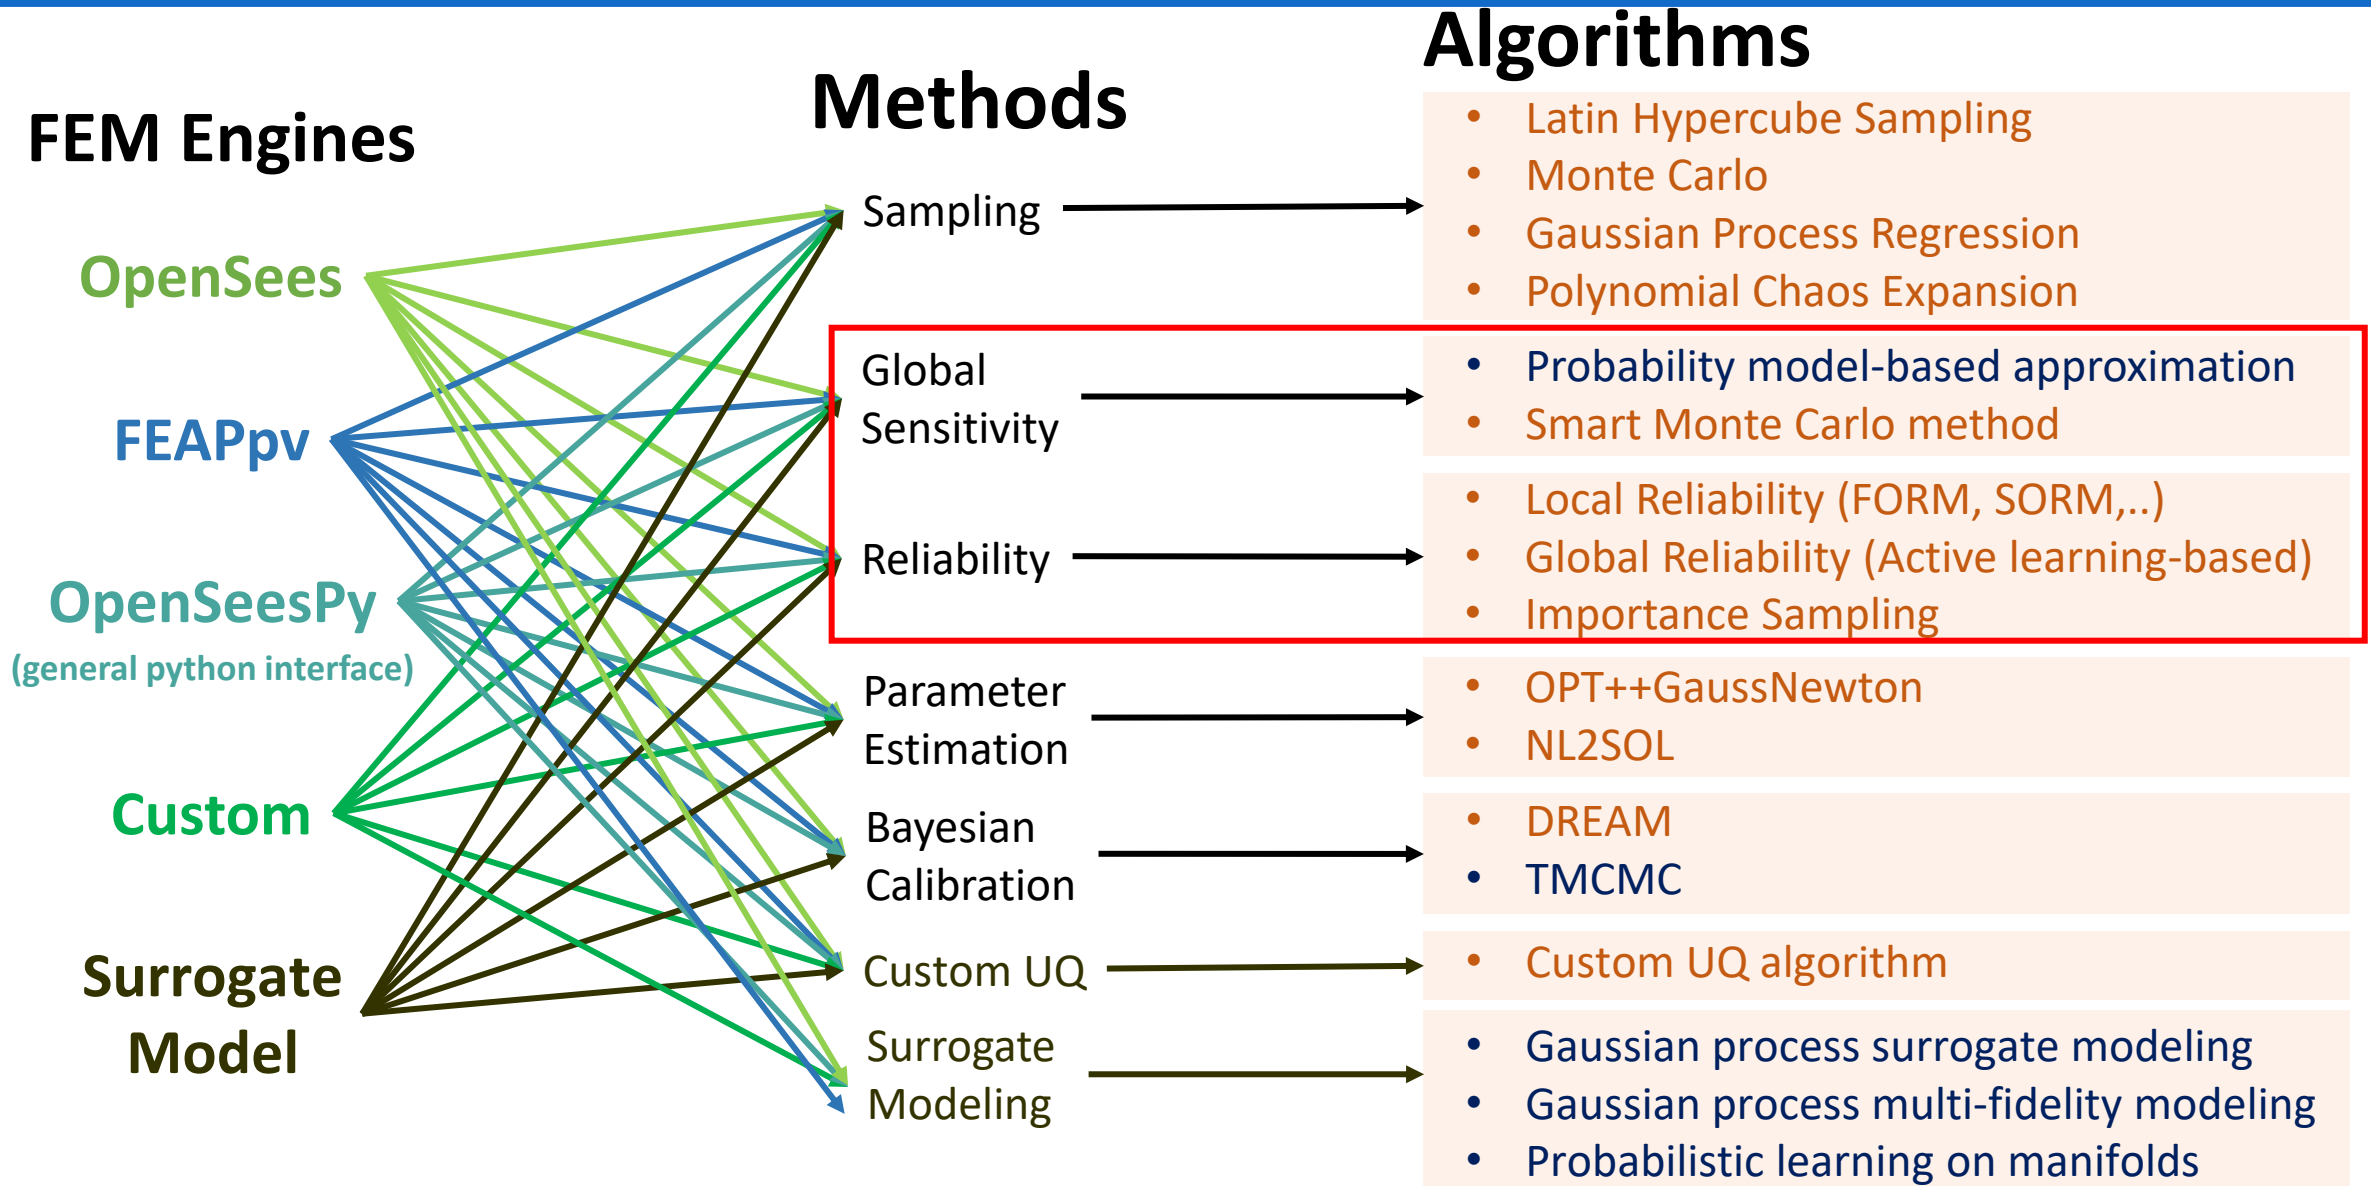 FEM Engines
OpenSees
FEAPpv
OpenSeesPy
(general python interface)
Custom
Surrogate
Model
Methods
Sampling
Global
Sensitivity
Reliability
Parameter
Estimation
Bayesian
Calibration
Custom UQ
Surrogate
Modeling
Algorithms
• Latin Hypercube Sampling
• Monte Carlo
• Gaussian Process Regression
• Polynomial Chaos Expansion
• Probability model-based approximation
• Smart Monte Carlo method
• Local Reliability (FORM, SORM,..)
• Global Reliability (Active learning-based)
• Importance Sampling
• OPT++GaussNewton
• NL2SOL
• DREAM
• TMCMC
• Custom UQ algorithm
• Gaussian process surrogate modeling
• Gaussian process multi-fidelity modeling
• Probabilistic learning on manifolds